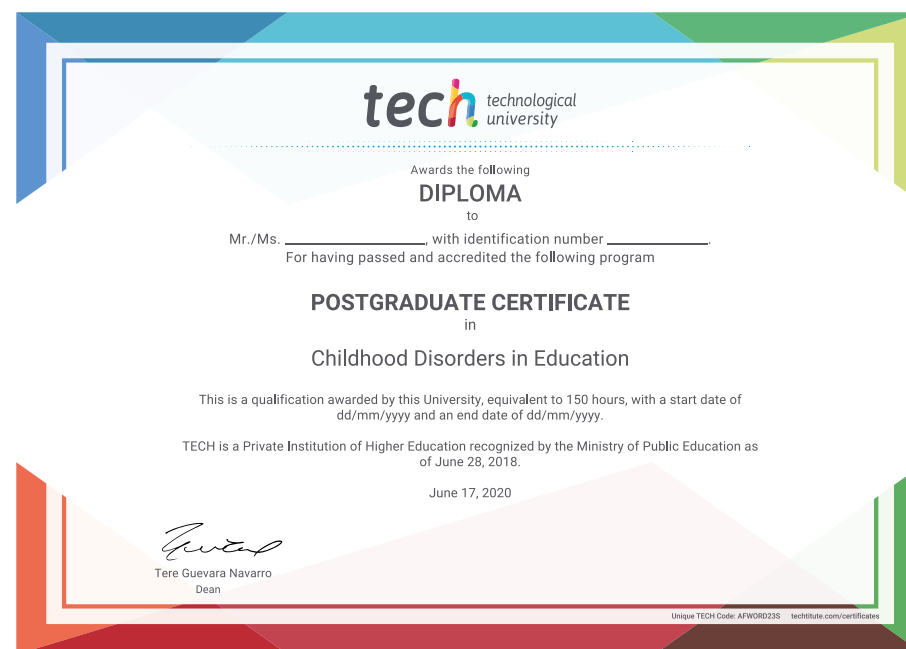 tech technological
university
Awards the following
DIPLOMA
to
Mr./Ms. ____________, with identification number _________.
For having passed and accredited the following program
POSTGRADUATE CERTIFICATE
in
Childhood Disorders in Education
This is a qualification awarded by this University, equivalent to 150 hours, with a start date of
dd/mm/yyyy and an end date of dd/mm/yyyy.
TECH is a Private Institution of Higher Education recognized by the Ministry of Public Education as
of June 28, 2018.
June 17, 2020
Tere Guevara Navarro
Dean
Unique TECH Code: AFWORD23S techtitute.com/certificates